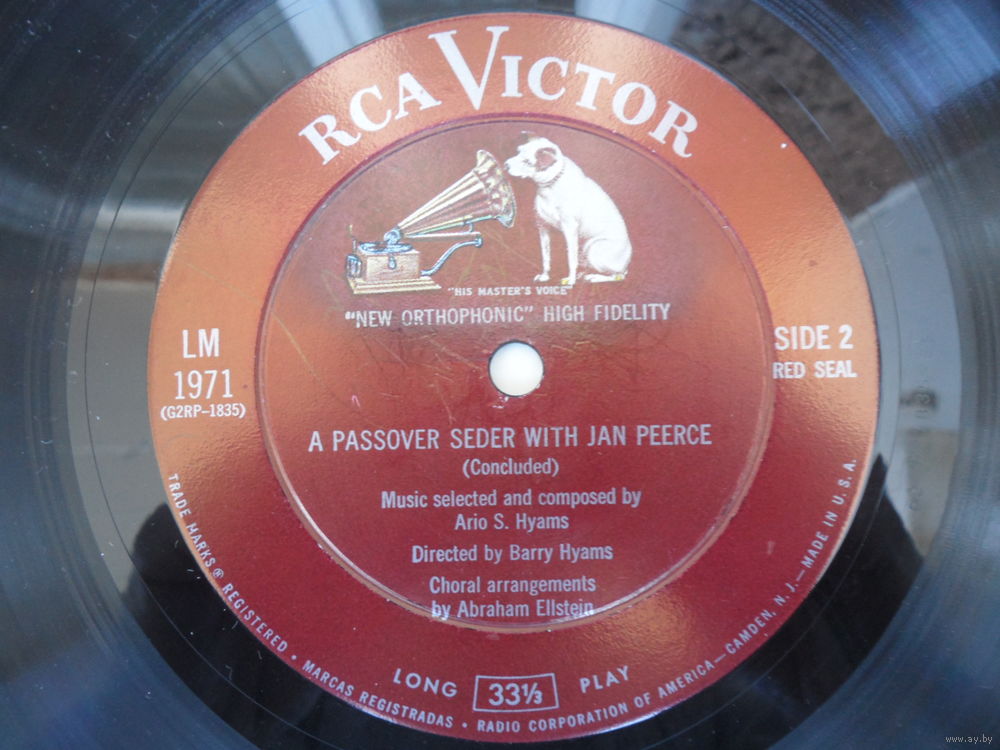 RCA VICTOR
"HIS MASTER'S VOICE"
"NEW ORTHOPHONIC" HIGH FIDELITY
LM
1971
(G2RP-1835)
SIDE 2
RED SEAL
A PASSOVER SEDER WITH JAN PEERCE
(Concluded)
Music selected and composed by
Ario S. Hyams
Directed by Barry Hyams
Choral arrangements
by Abraham Ellstein
LONG 33⅓ PLAY
TRADE MARKS ® REGISTERED • MARCAS REGISTRADAS • RADIO CORPORATION OF AMERICA—CAMDEN, N. J.—MADE IN U. S. A.
www.ay.by